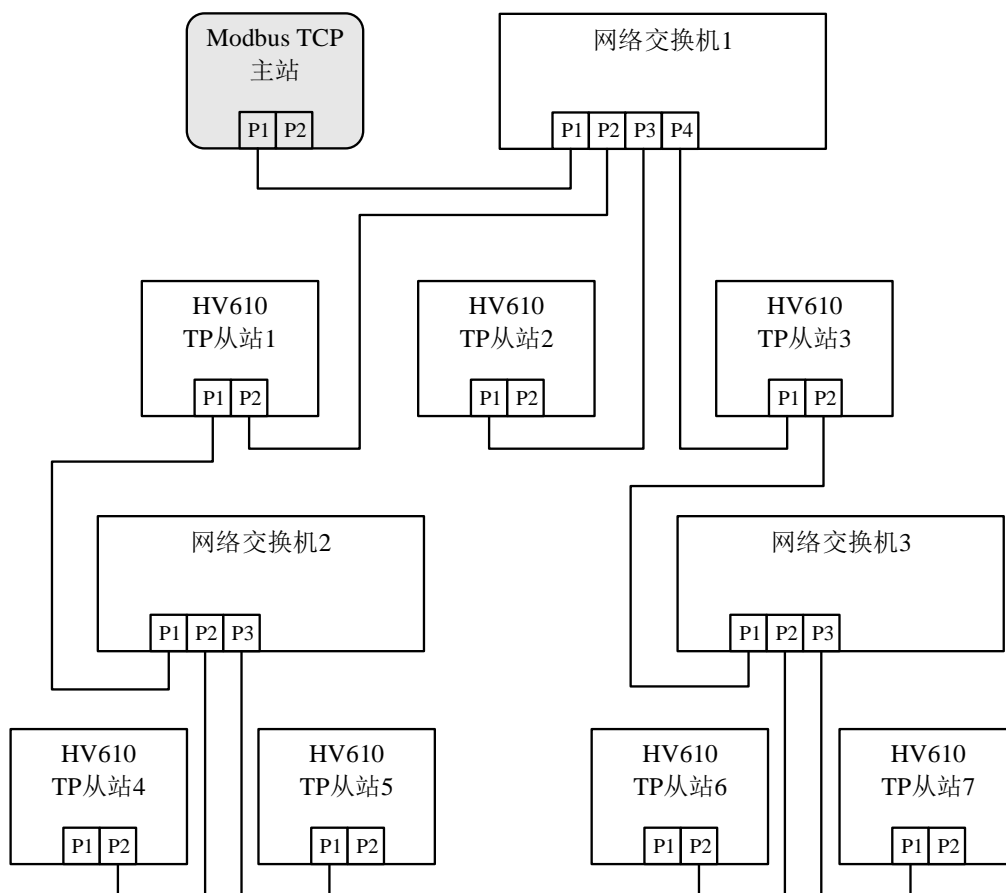 Modbus TCP
主站
P1 P2
网络交换机1
P1 P2 P3 P4
HV610
TP从站1
P1 P2
HV610
TP从站2
P1 P2
HV610
TP从站3
P1 P2
网络交换机2
P1 P2 P3
网络交换机3
P1 P2 P3
HV610
TP从站4
P1 P2
HV610
TP从站5
P1 P2
HV610
TP从站6
P1 P2
HV610
TP从站7
P1 P2